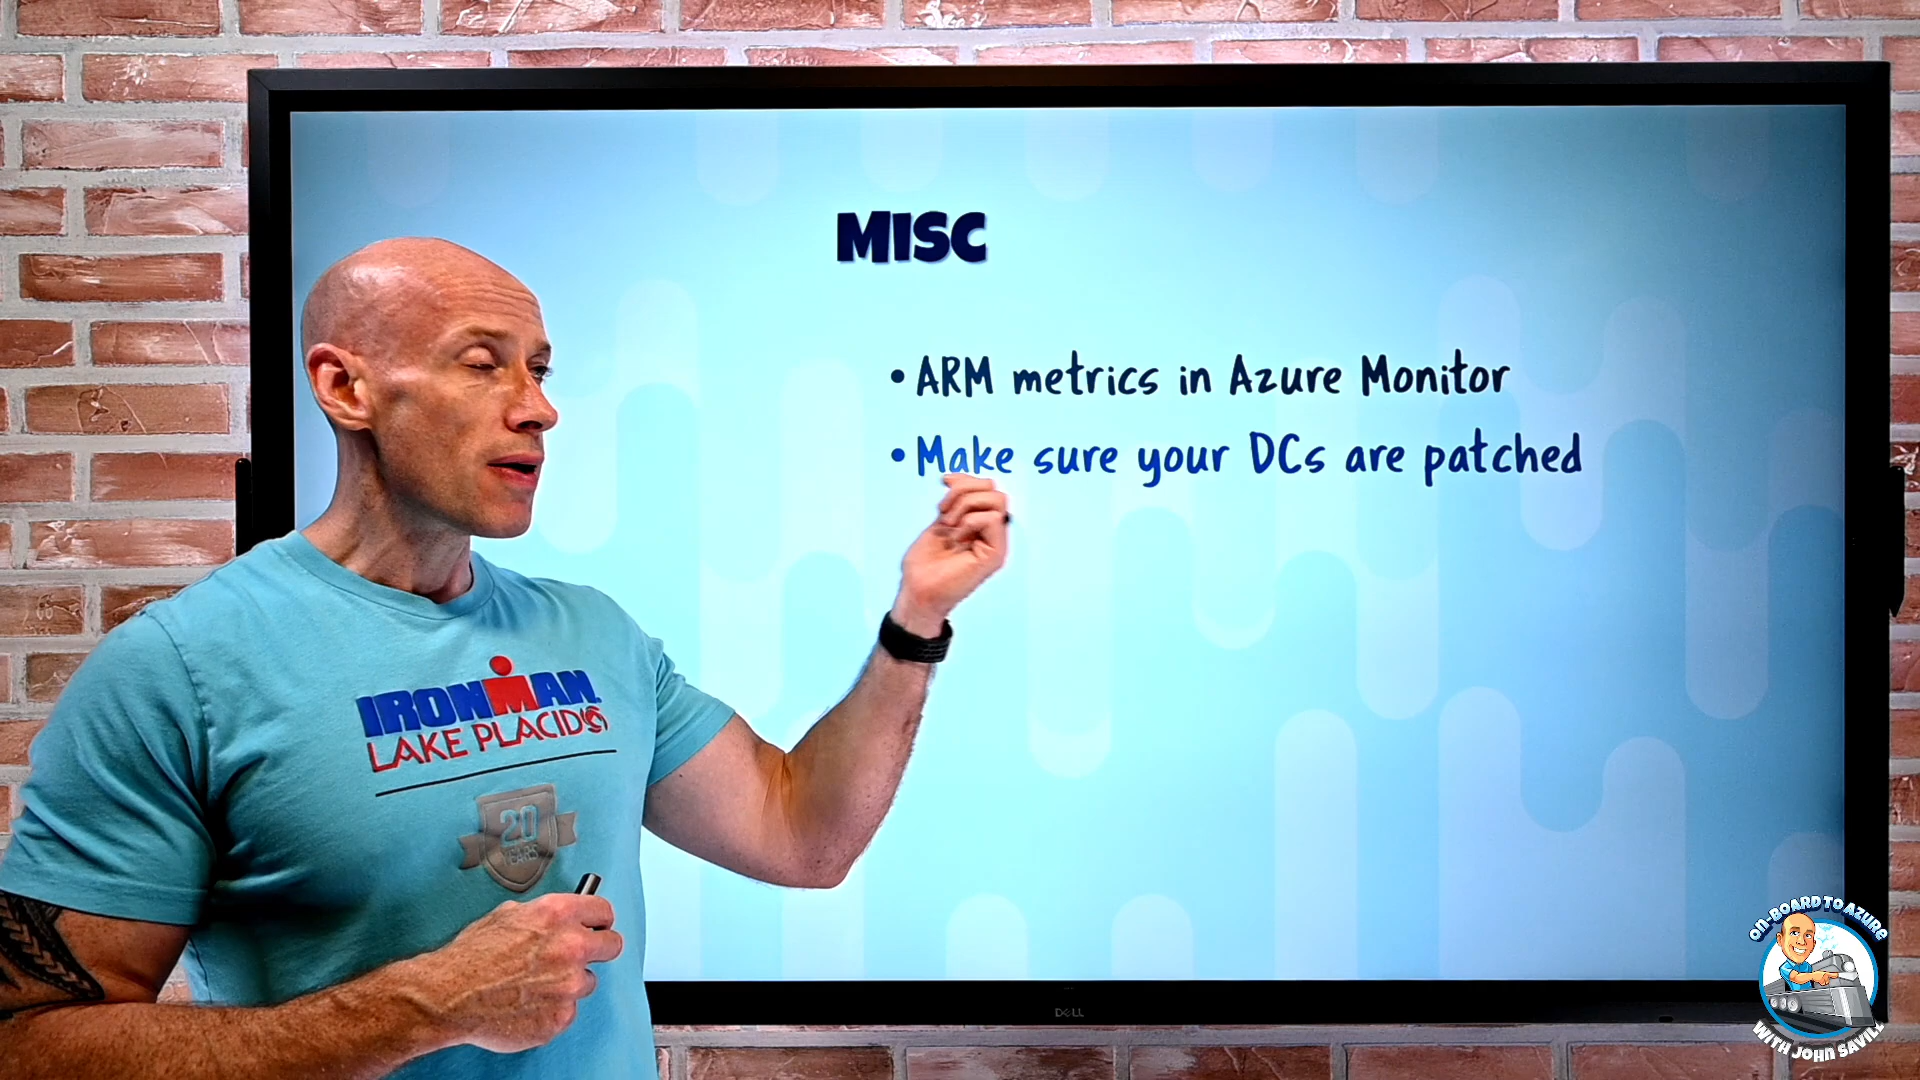 MISC
• ARM metrics in Azure Monitor
• Make sure your DCs are patched
IRONMAN
LAKE PLACID
20
YEARS
DELL
ON-BOARD TO AZURE
WITH JOHN SAVILL